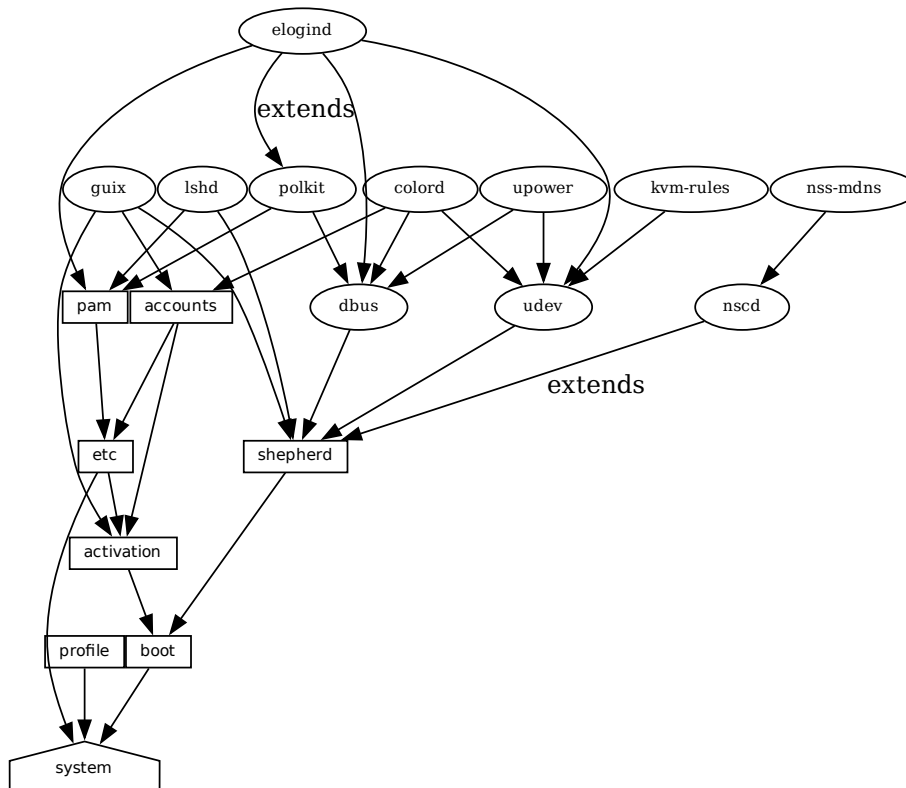 elogind
extends
guix
lshd
polkit
colord
upower
kvm-rules
nss-mdns
pam
accounts
dbus
udev
nscd
extends
etc
shepherd
activation
profile
boot
system